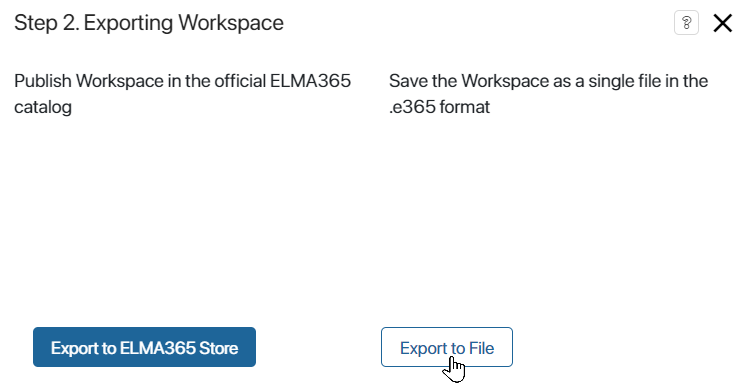 Step 2. Exporting Workspace
?
Publish Workspace in the official ELMA365
catalog
Save the Workspace as a single file in the
.e365 format
Export to ELMA365 Store
Export to File